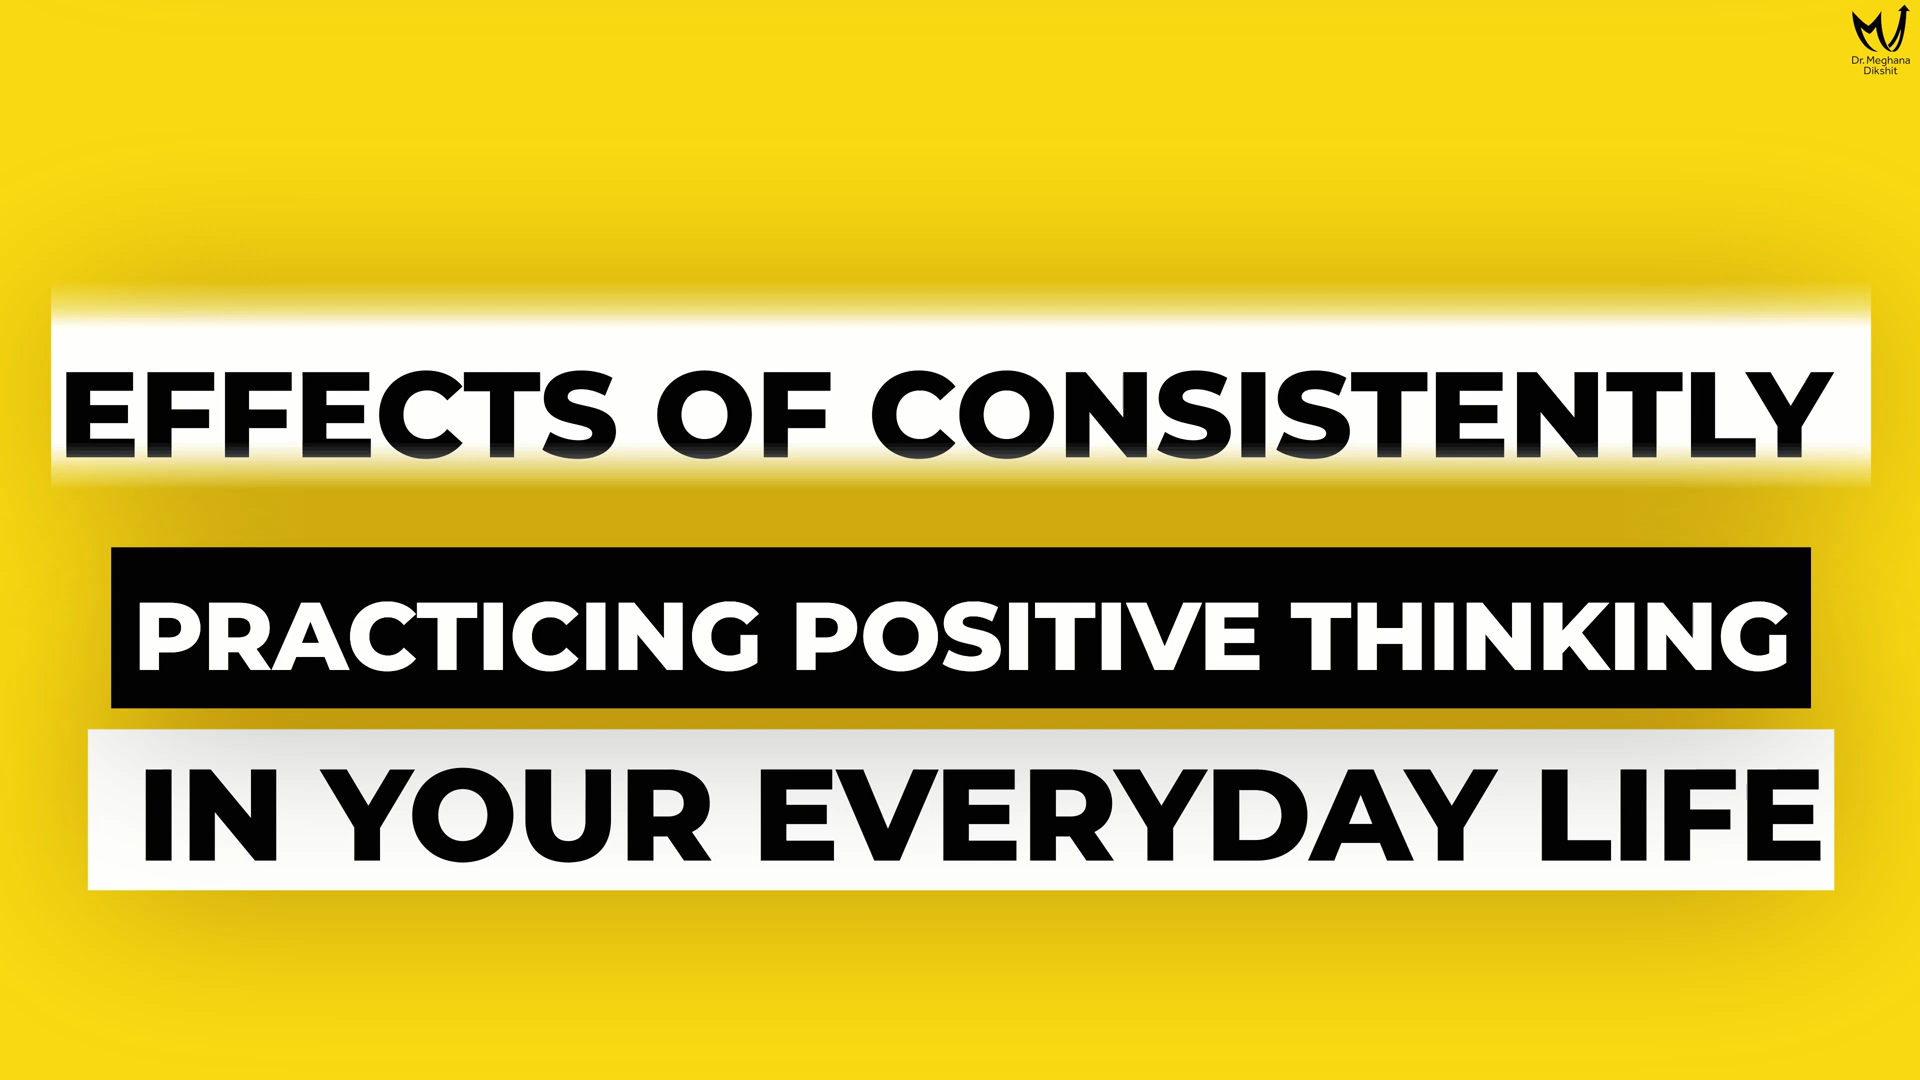 Dr. Meghana
Dikshit
EFFECTS OF CONSISTENTLY
PRACTICING POSITIVE THINKING
IN YOUR EVERYDAY LIFE